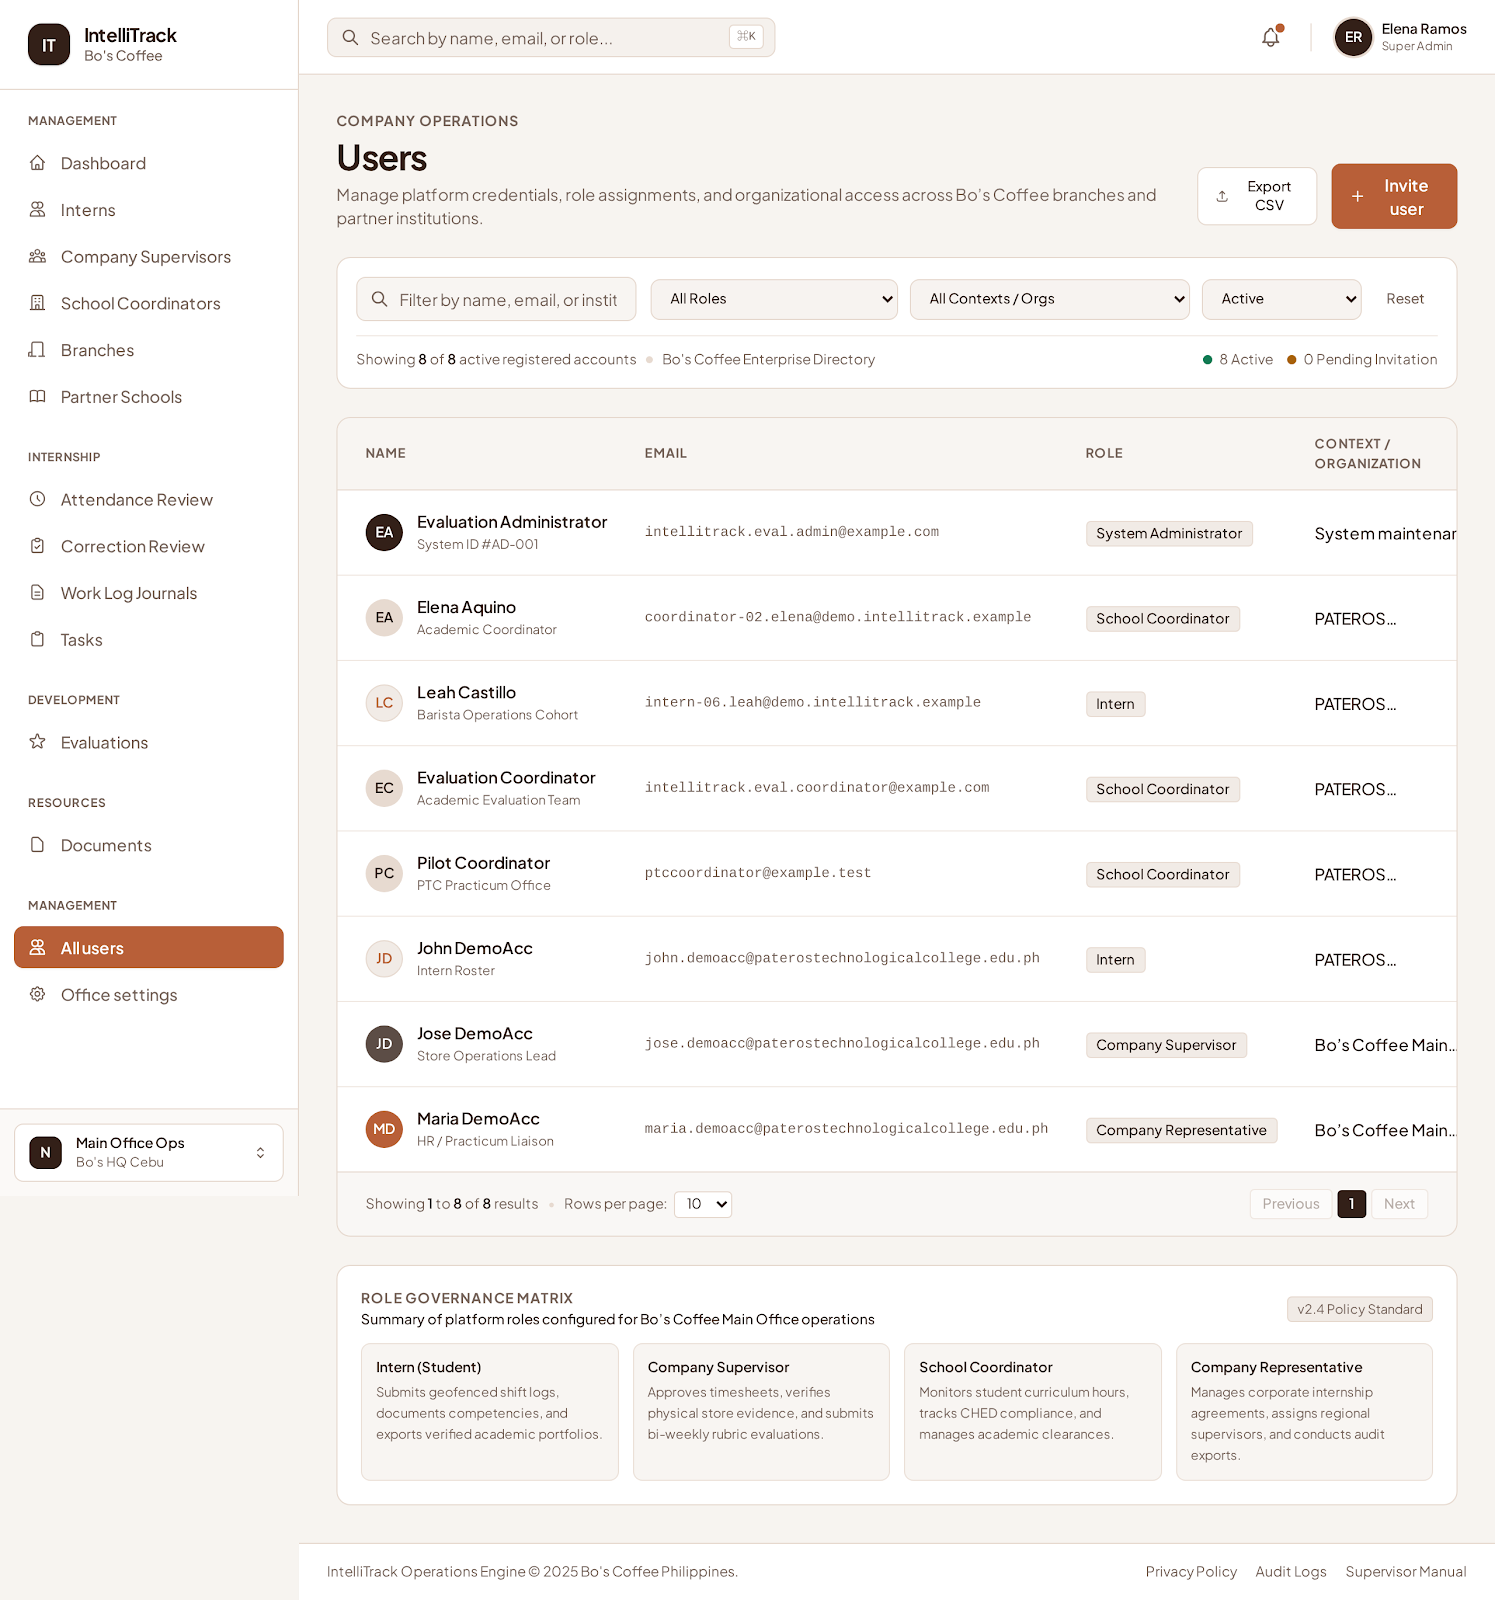 IT
IntelliTrack
Bo's Coffee
MANAGEMENT
Dashboard
Interns
Company Supervisors
School Coordinators
Branches
Partner Schools
INTERNSHIP
Attendance Review
Correction Review
Work Log Journals
Tasks
DEVELOPMENT
Evaluations
RESOURCES
Documents
MANAGEMENT
All users
Office settings
N
Main Office Ops
Bo's HQ Cebu
Search by name, email, or role...
⌘K
ER
Elena Ramos
Super Admin
COMPANY OPERATIONS
Users
Manage platform credentials, role assignments, and organizational access across Bo's Coffee branches and
partner institutions.
Export
CSV
Invite
user
Filter by name, email, or instit
All Roles
All Contexts / Orgs
Active
Reset
Showing 8 of 8 active registered accounts
Bo's Coffee Enterprise Directory
8 Active
0 Pending Invitation
NAME
EMAIL
ROLE
CONTEXT /
ORGANIZATION
EA
Evaluation Administrator
System ID #AD-001
intellitrack.eval.admin@example.com
System Administrator
System maintenan
EA
Elena Aquino
Academic Coordinator
coordinator-02.elena@demo.intellitrack.example
School Coordinator
PATEROS...
LC
Leah Castillo
Barista Operations Cohort
intern-06.leah@demo.intellitrack.example
Intern
PATEROS...
EC
Evaluation Coordinator
Academic Evaluation Team
intellitrack.eval.coordinator@example.com
School Coordinator
PATEROS...
PC
Pilot Coordinator
PTC Practicum Office
ptccoordinator@example.test
School Coordinator
PATEROS...
JD
John DemoAcc
Intern Roster
john.demoacc@paterostechnologicalcollege.edu.ph
Intern
PATEROS...
JD
Jose DemoAcc
Store Operations Lead
jose.demoacc@paterostechnologicalcollege.edu.ph
Company Supervisor
Bo's Coffee Main...
MD
Maria DemoAcc
HR / Practicum Liaison
maria.demoacc@paterostechnologicalcollege.edu.ph
Company Representative
Bo's Coffee Main...
Showing 1 to 8 of 8 results
Rows per page:
10
Previous
1
Next
ROLE GOVERNANCE MATRIX
Summary of platform roles configured for Bo's Coffee Main Office operations
v2.4 Policy Standard
Intern (Student)
Submits geofenced shift logs,
documents competencies, and
exports verified academic portfolios.
Company Supervisor
Approves timesheets, verifies
physical store evidence, and submits
bi-weekly rubric evaluations.
School Coordinator
Monitors student curriculum hours,
tracks CHED compliance, and
manages academic clearances.
Company Representative
Manages corporate internship
agreements, assigns regional
supervisors, and conducts audit
exports.
IntelliTrack Operations Engine © 2025 Bo's Coffee Philippines.
Privacy Policy
Audit Logs
Supervisor Manual